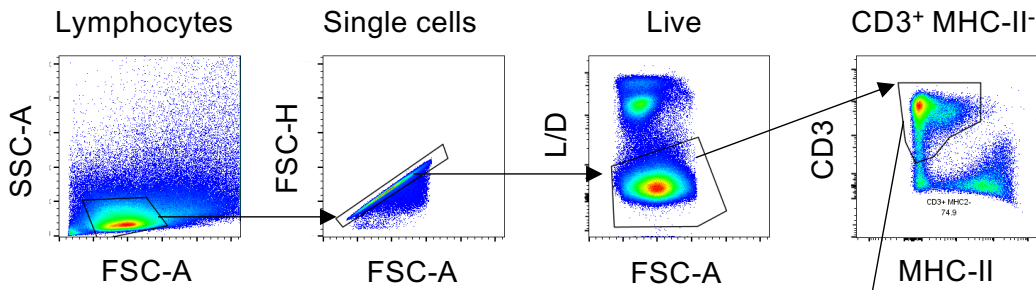 Lymphocytes
Single cells
Live
CD3⁺ MHC-II⁻
SSC-A
FSC-H
L/D
CD3
CD3+ MHC2-
74.9
FSC-A
FSC-A
FSC-A
MHC-II